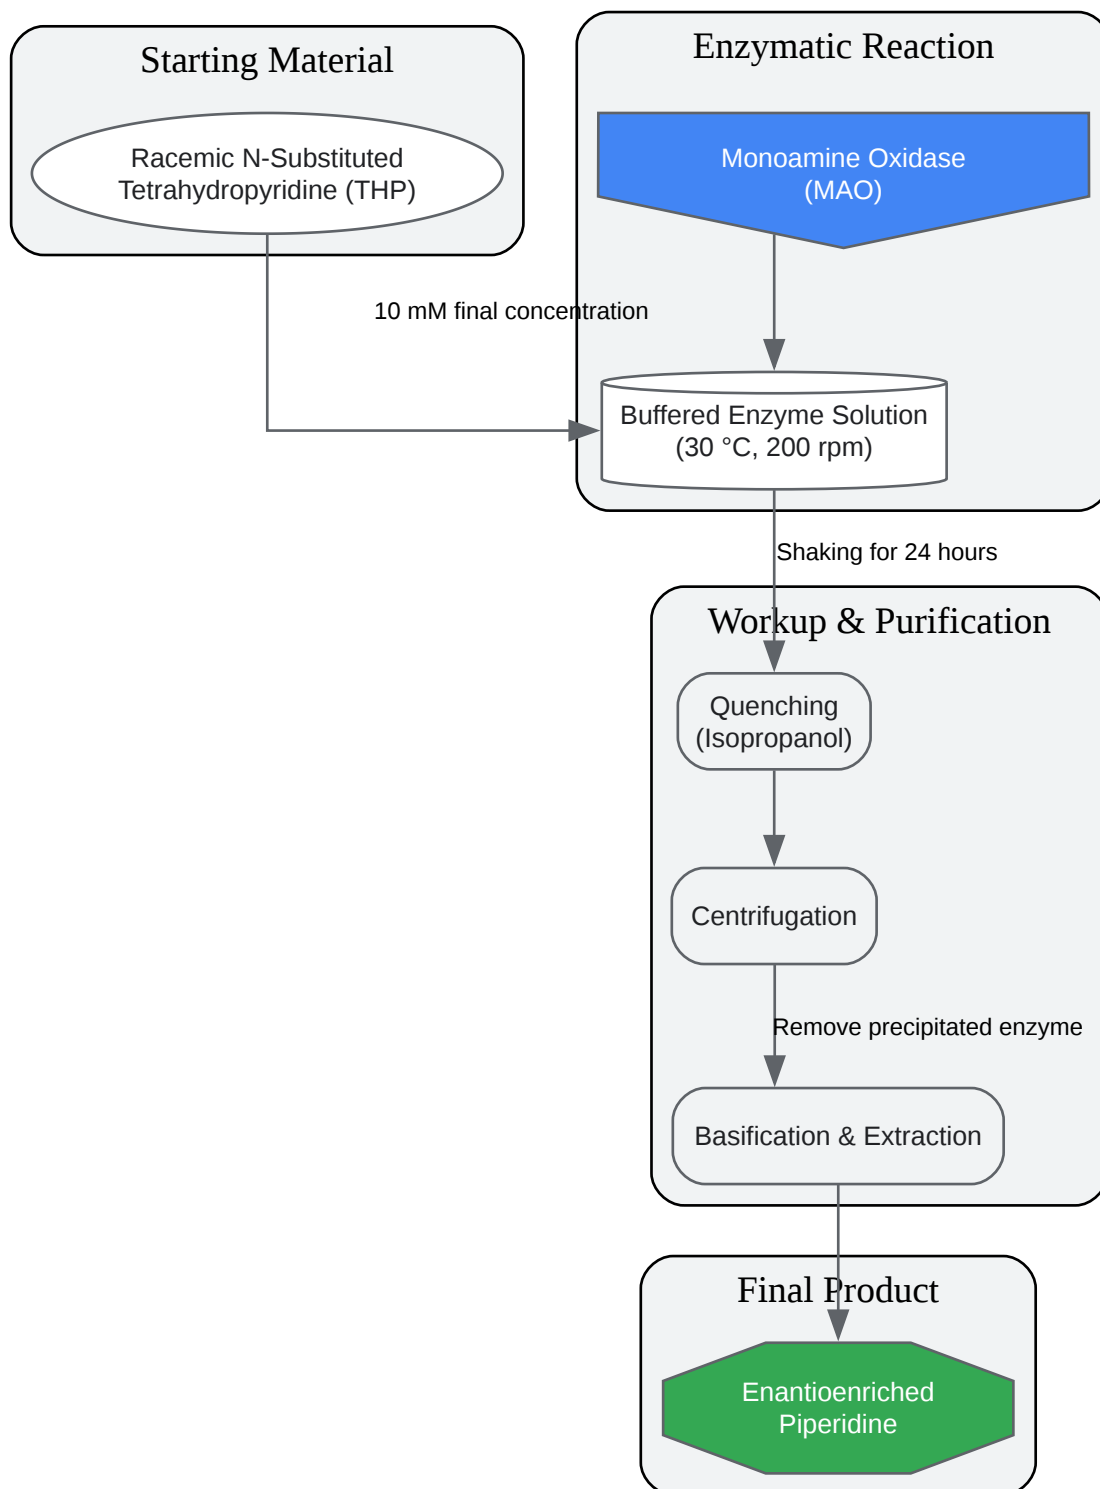 Starting Material
Racemic N-Substituted
Tetrahydropyridine (THP)
Enzymatic Reaction
Monoamine Oxidase
(MAO)
10 mM final concentration
Buffered Enzyme Solution
(30 °C, 200 rpm)
Shaking for 24 hours
Workup & Purification
Quenching
(Isopropanol)
Centrifugation
Remove precipitated enzyme
Basification & Extraction
Final Product
Enantioenriched
Piperidine